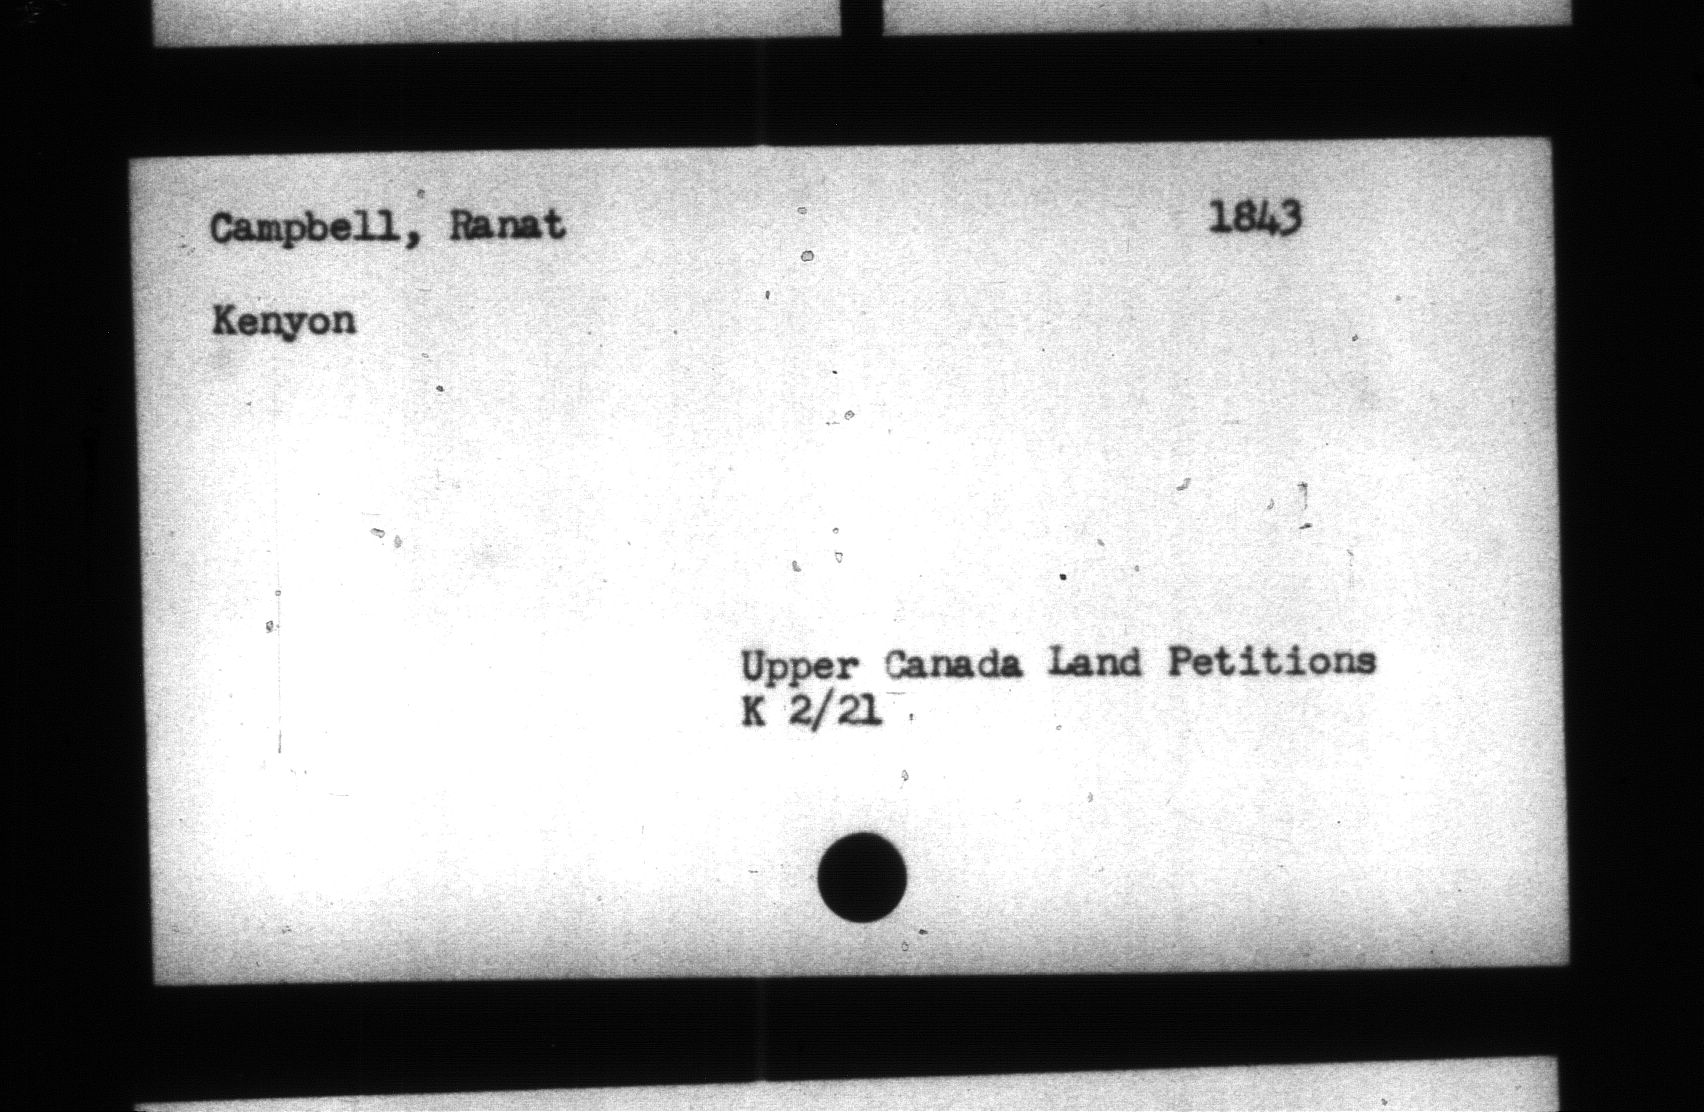 Campbell, Ranat 1843
Kenyon
Upper Canada Land Petitions
K 2/21